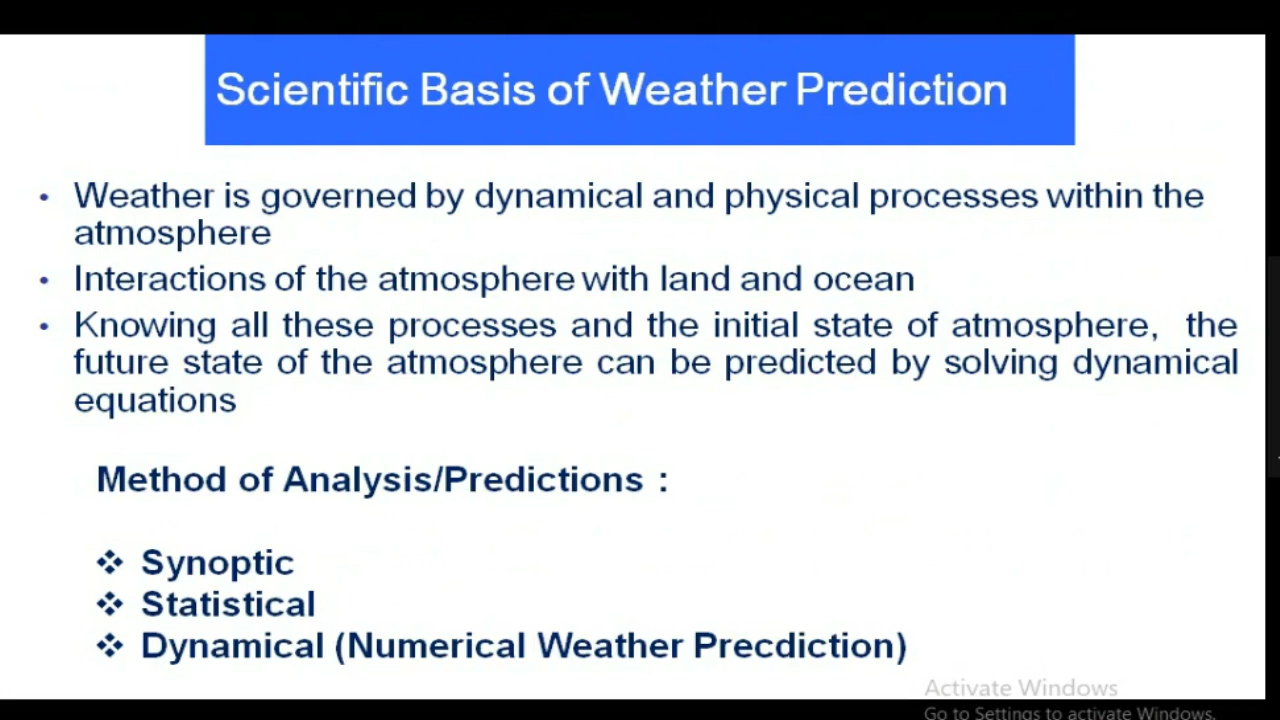 Scientific Basis of Weather Prediction
• Weather is governed by dynamical and physical processes within the
atmosphere
• Interactions of the atmosphere with land and ocean
• Knowing all these processes and the initial state of atmosphere, the
future state of the atmosphere can be predicted by solving dynamical
equations
Method of Analysis/Predictions :
❖ Synoptic
❖ Statistical
❖ Dynamical (Numerical Weather Precdiction)
Activate Windows
Go to Settings to activate Windows.